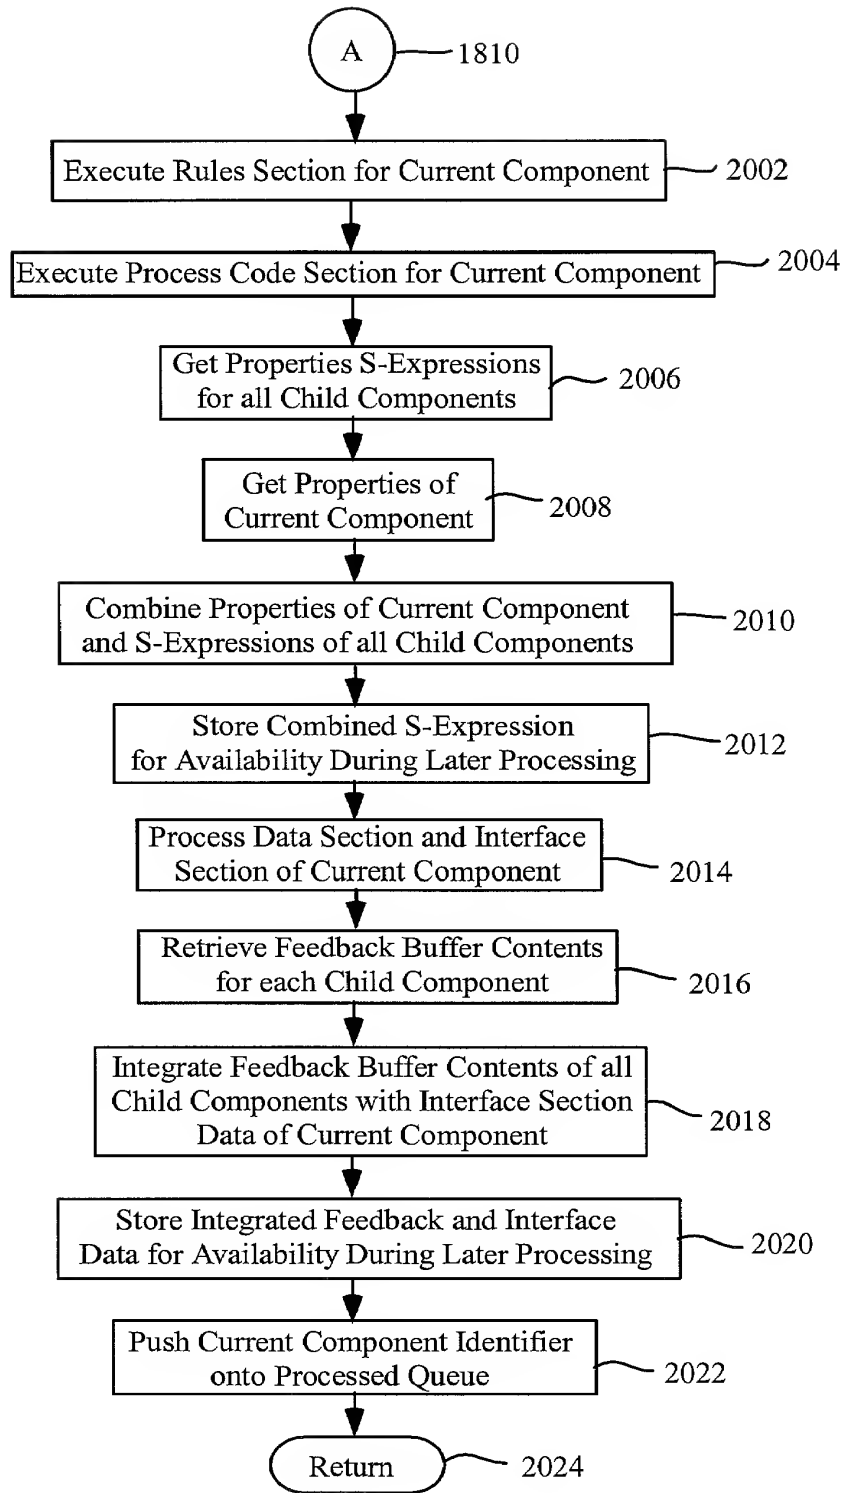 A
1810
Execute Rules Section for Current Component
2002
Execute Process Code Section for Current Component
2004
Get Properties S-Expressions
for all Child Components
2006
Get Properties of
Current Component
2008
Combine Properties of Current Component
and S-Expressions of all Child Components
2010
Store Combined S-Expression
for Availability During Later Processing
2012
Process Data Section and Interface
Section of Current Component
2014
Retrieve Feedback Buffer Contents
for each Child Component
2016
Integrate Feedback Buffer Contents of all
Child Components with Interface Section
Data of Current Component
2018
Store Integrated Feedback and Interface
Data for Availability During Later Processing
2020
Push Current Component Identifier
onto Processed Queue
2022
Return
2024